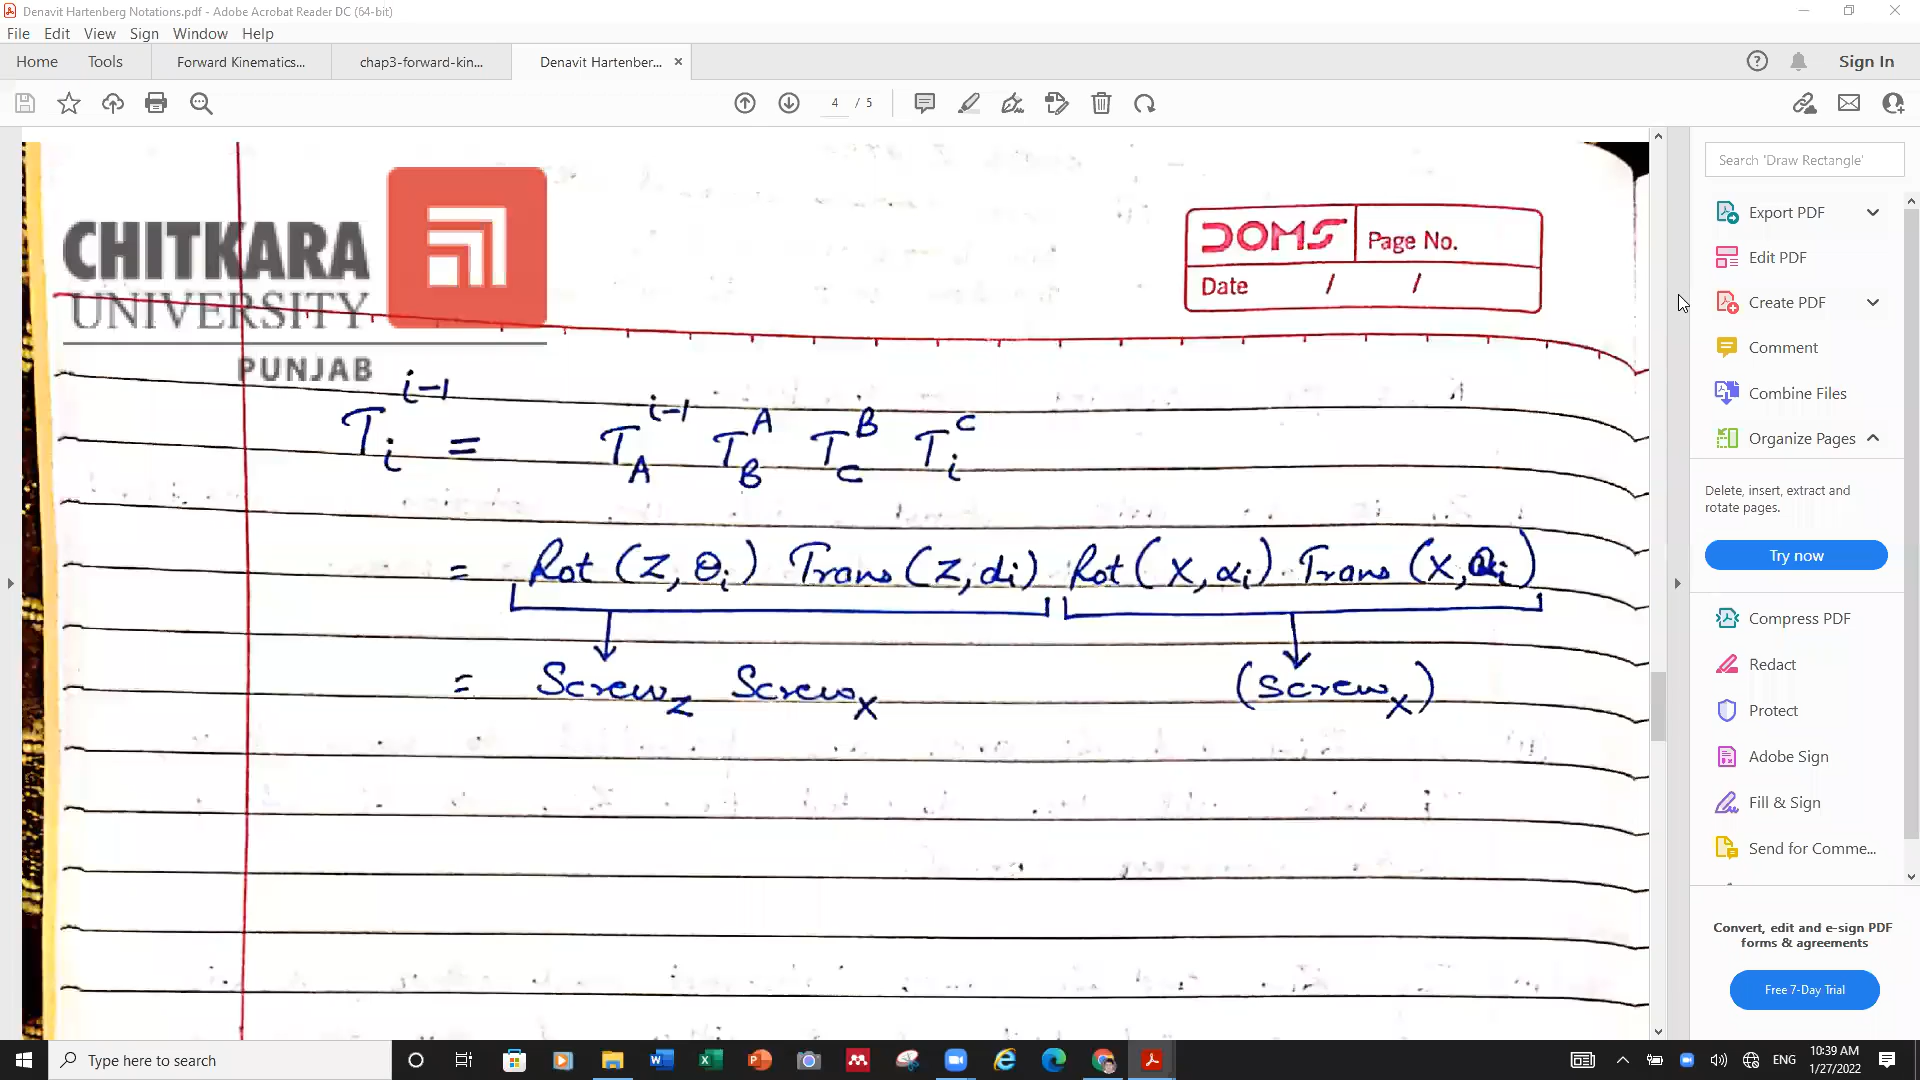 Denavit Hartenberg Notations.pdf - Adobe Acrobat Reader DC (64-bit)
File Edit View Sign Window Help
Home Tools Forward Kinematics... chap3-forward-kin... Denavit Hartenber... × Sign In
4 / 5
CHITKARA
UNIVERSITY
PUNJAB
DOMS Page No.
Date / /
T_i^{i-1} = T_A^{i-1} T_B^A T_C^B T_i^C
= Rot (Z, θi) Trans (Z, di) Rot (X, αi) Trans (X, ai)
= Screw_Z Screw_X (Screw_X)
Search 'Draw Rectangle'
Export PDF
Edit PDF
Create PDF
Comment
Combine Files
Organize Pages
Delete, insert, extract and
rotate pages.
Try now
Compress PDF
Redact
Protect
Adobe Sign
Fill & Sign
Send for Comme...
Convert, edit and e-sign PDF
forms & agreements
Free 7-Day Trial
Type here to search
ENG
10:39 AM
1/27/2022